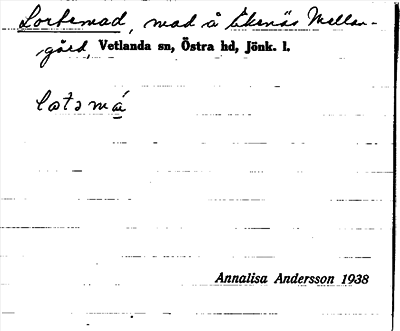 Lortemad, mad å Ekenäs Mellan-
gård, Vetlanda sn, Östra hd, Jönk. l.
Annalisa Andersson 1938